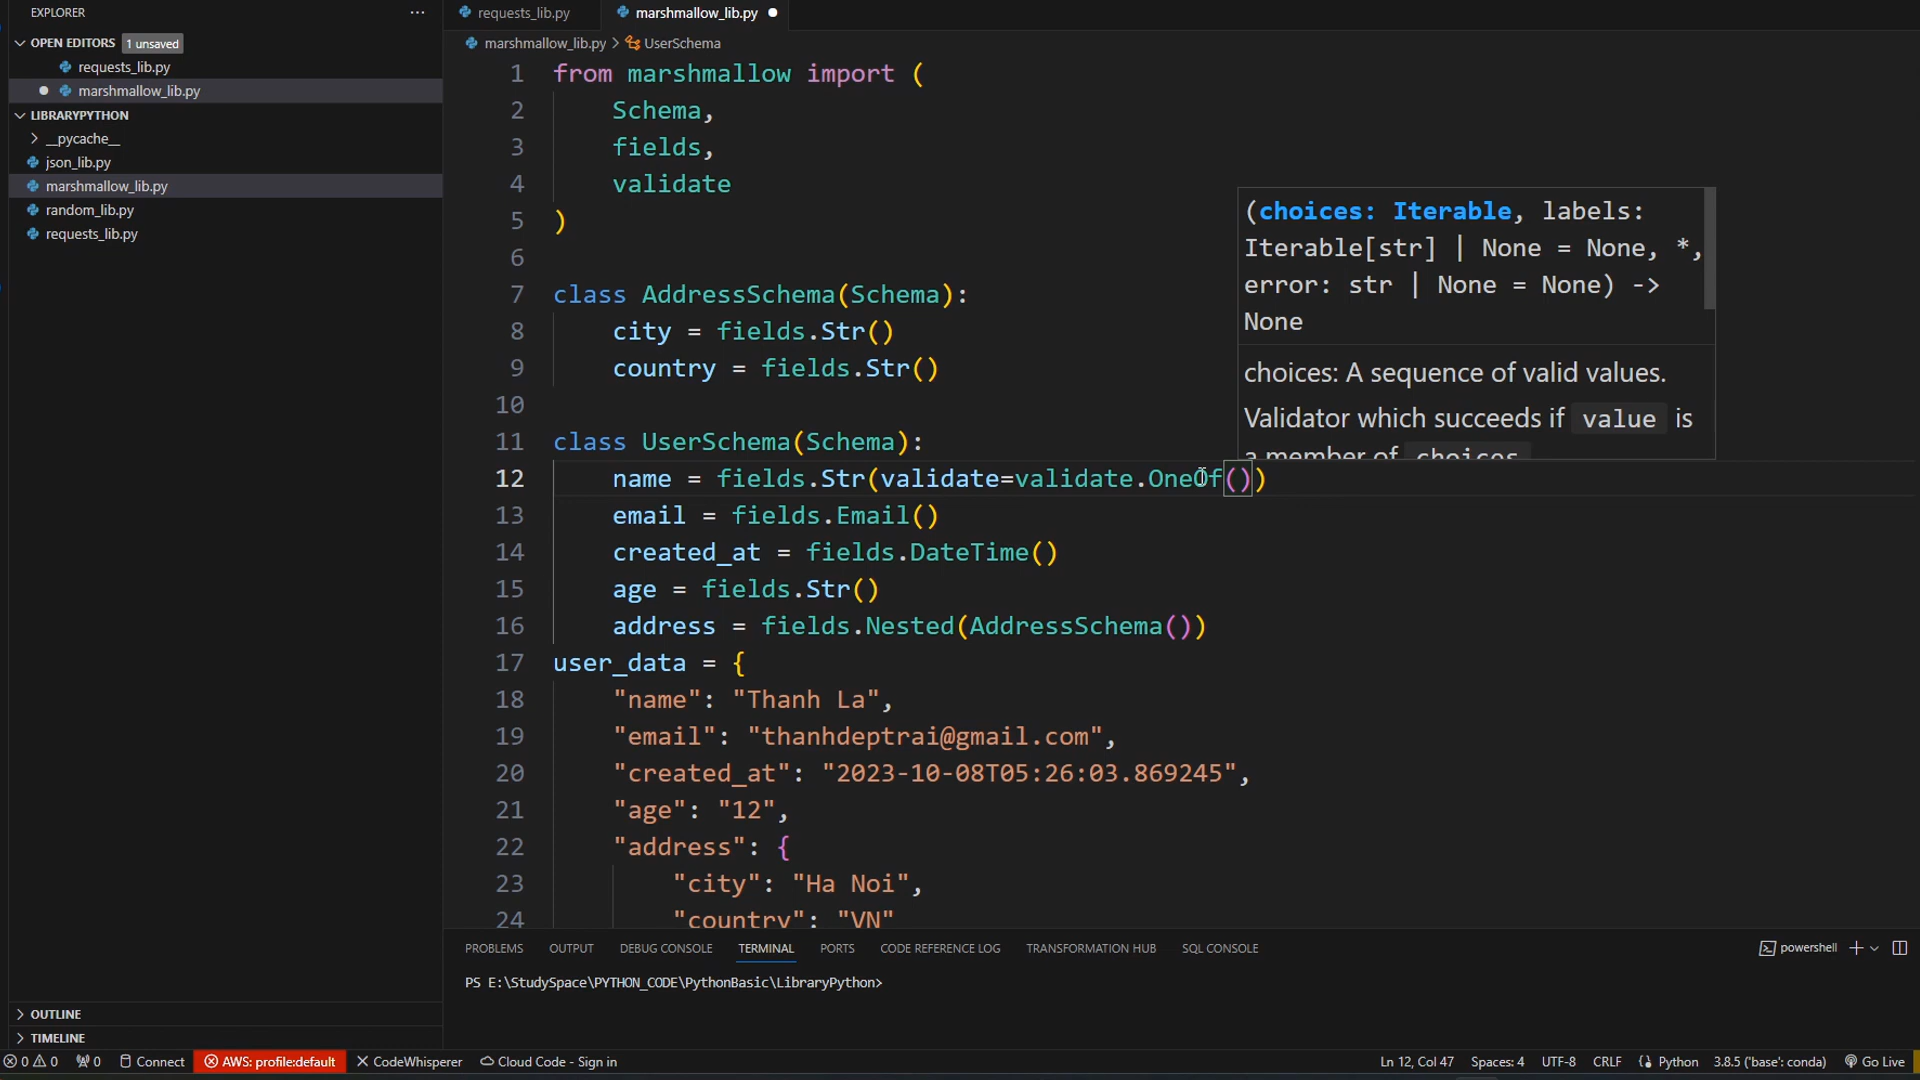 EXPLORER
OPEN EDITORS 1 unsaved
requests_lib.py
marshmallow_lib.py
LIBRARYPYTHON
__pycache__
json_lib.py
marshmallow_lib.py
random_lib.py
requests_lib.py
OUTLINE
TIMELINE
requests_lib.py marshmallow_lib.py
marshmallow_lib.py > UserSchema
1 from marshmallow import (
2 Schema,
3 fields,
4 validate
5 )
6
7 class AddressSchema(Schema):
8 city = fields.Str()
9 country = fields.Str()
10
11 class UserSchema(Schema):
12 name = fields.Str(validate=validate.OneOf())
13 email = fields.Email()
14 created_at = fields.DateTime()
15 age = fields.Str()
16 address = fields.Nested(AddressSchema())
17 user_data = {
18 "name": "Thanh La",
19 "email": "thanhdeptrai@gmail.com",
20 "created_at": "2023-10-08T05:26:03.869245",
21 "age": "12",
22 "address": {
23 "city": "Ha Noi",
24 "country": "VN"
(choices: Iterable, labels:
Iterable[str] | None = None, *,
error: str | None = None) ->
None
choices: A sequence of valid values.
Validator which succeeds if value is
a member of choices
PROBLEMS OUTPUT DEBUG CONSOLE TERMINAL PORTS CODE REFERENCE LOG TRANSFORMATION HUB SQL CONSOLE powershell
PS E:\StudySpace\PYTHON_CODE\PythonBasic\LibraryPython>
0 0 0 Connect AWS: profile:default CodeWhisperer Cloud Code - Sign in Ln 12, Col 47 Spaces: 4 UTF-8 CRLF Python 3.8.5 ('base': conda) Go Live